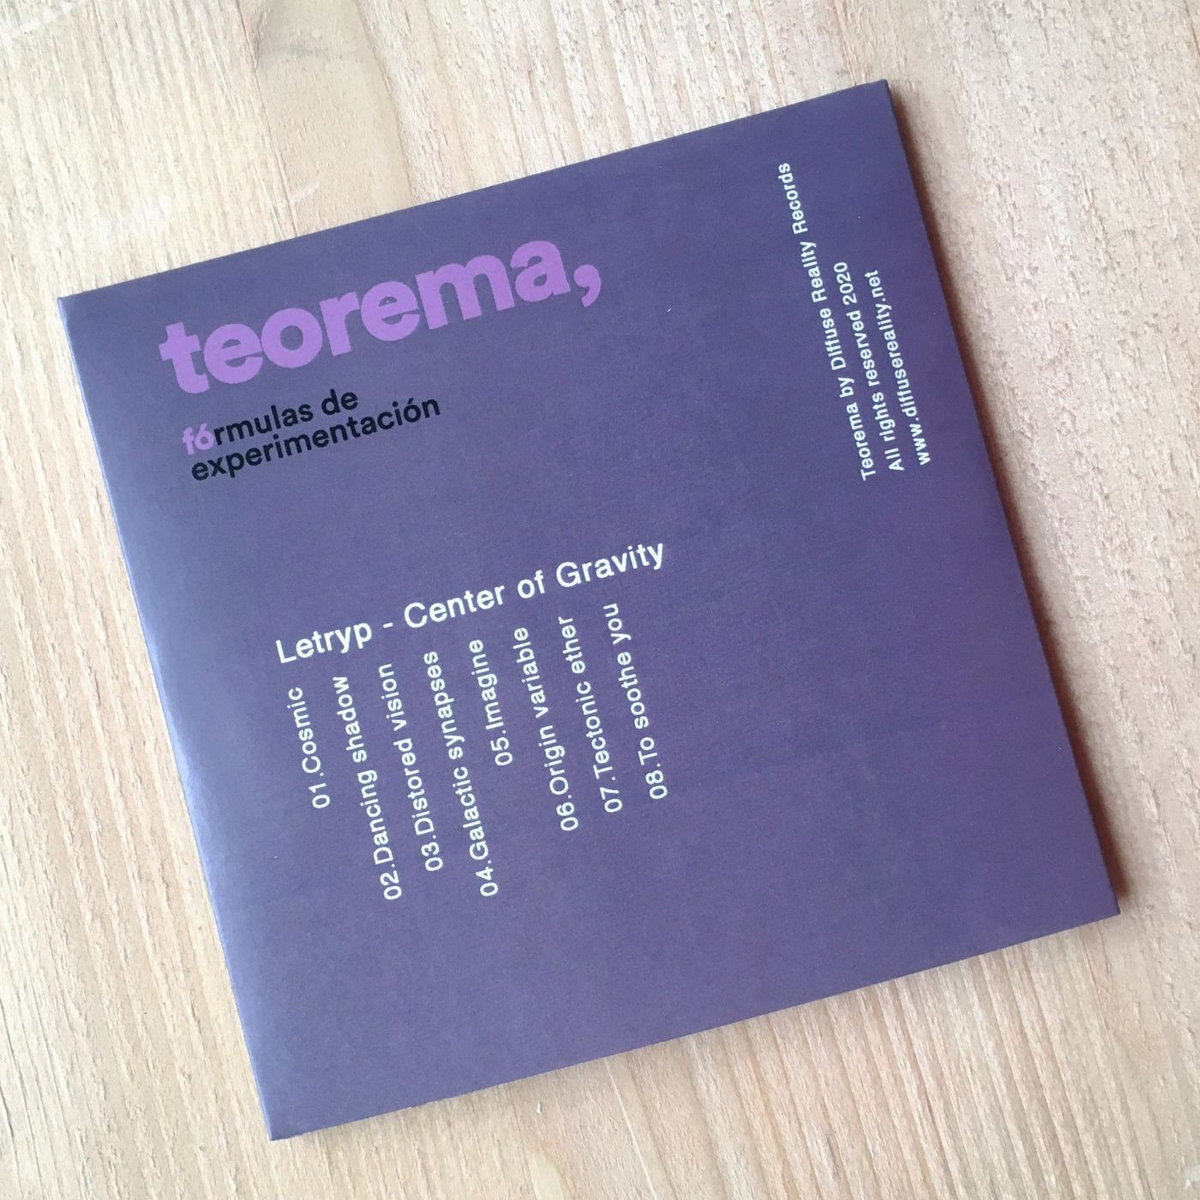 teorema,
fórmulas de
experimentación
Letryp - Center of Gravity
01.Cosmic
02.Dancing shadow
03.Distored vision
04.Galactic synapses
05.Imagine
06.Origin variable
07.Tectonic ether
08.To soothe you
Teorema by Diffuse Reality Records
All rights reserved 2020
www.diffusereality.net